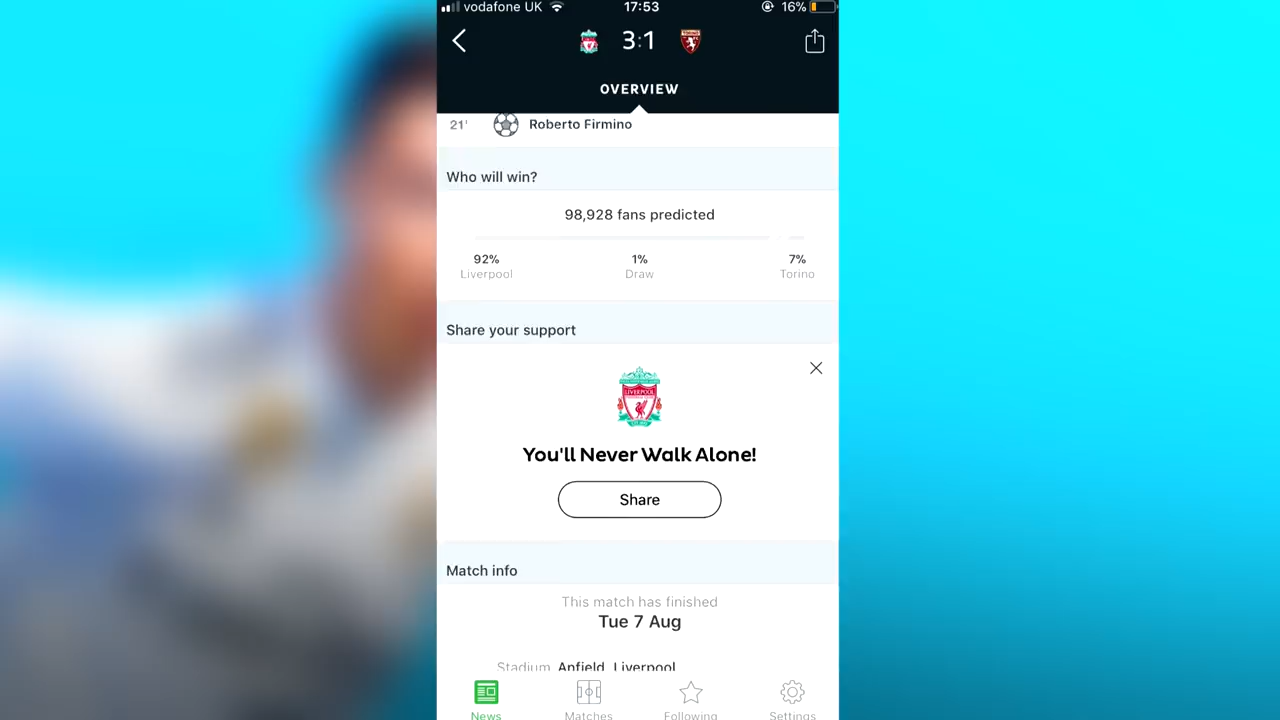 vodafone UK 17:53 16%
3:1
OVERVIEW
21' Roberto Firmino
Who will win?
98,928 fans predicted
92% 1% 7%
Liverpool Draw Torino
Share your support
LIVERPOOL
You'll Never Walk Alone!
Share
Match info
This match has finished
Tue 7 Aug
Stadium Anfield, Liverpool
News Matches Following Settings